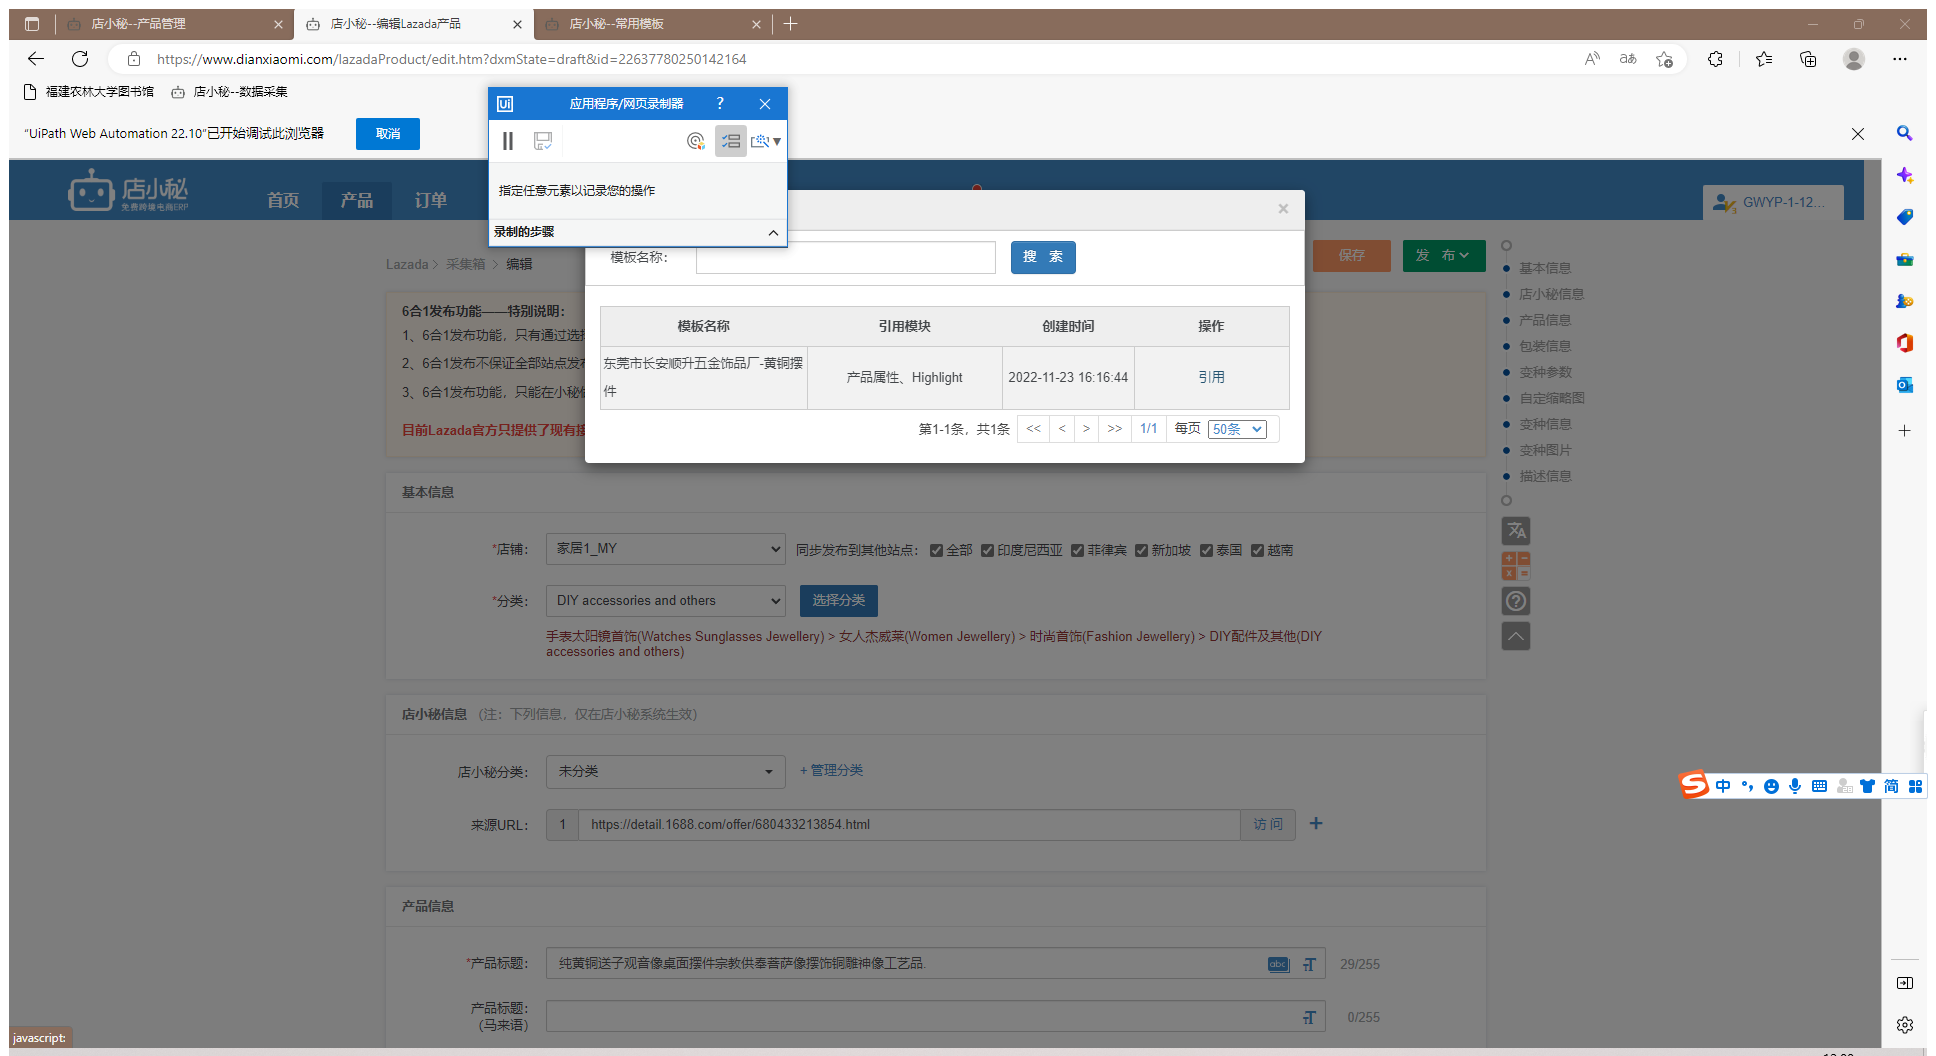 店小秘--产品管理
店小秘--编辑Lazada产品
店小秘--常用模板
https://www.dianxiaomi.com/lazadaProduct/edit.htm?dxmState=draft&id=22637780250142164
福建农林大学图书馆
店小秘--数据采集
"UiPath Web Automation 22.10"已开始调试此浏览器
取消
Ui
应用程序/网页录制器
?
指定任意元素以记录您的操作
录制的步骤
店小秘
免费跨境电商ERP
首页
产品
订单
GWYP-1-12...
Lazada > 采集箱 > 编辑
模板名称：
搜 索
保存
发 布
模板名称 引用模块 创建时间 操作
东莞市长安顺升五金饰品厂-黄铜摆件 产品属性、Highlight 2022-11-23 16:16:44 引用
第1-1条，共1条 << < > >> 1/1 每页 50条
6合1发布功能——特别说明：
1、6合1发布功能，只有通过选
2、6合1发布不保证全部站点发
3、6合1发布功能，只能在小秘
目前Lazada官方只提供了现有
基本信息
店小秘信息
产品信息
包装信息
变种参数
自定缩略图
变种信息
变种图片
描述信息
基本信息
*店铺： 家居1_MY 同步发布到其他站点： 全部 印度尼西亚 菲律宾 新加坡 泰国 越南
*分类： DIY accessories and others 选择分类
手表太阳镜首饰(Watches Sunglasses Jewellery) > 女人杰威莱(Women Jewellery) > 时尚首饰(Fashion Jewellery) > DIY配件及其他(DIY
accessories and others)
店小秘信息 (注：下列信息，仅在店小秘系统生效)
店小秘分类： 未分类 + 管理分类
来源URL： 1 https://detail.1688.com/offer/680433213854.html 访问 +
产品信息
*产品标题： 纯黄铜送子观音像桌面摆件宗教供奉菩萨像摆饰铜雕神像工艺品. abc 29/255
产品标题：
(马来语) 0/255
中 简
javascript: